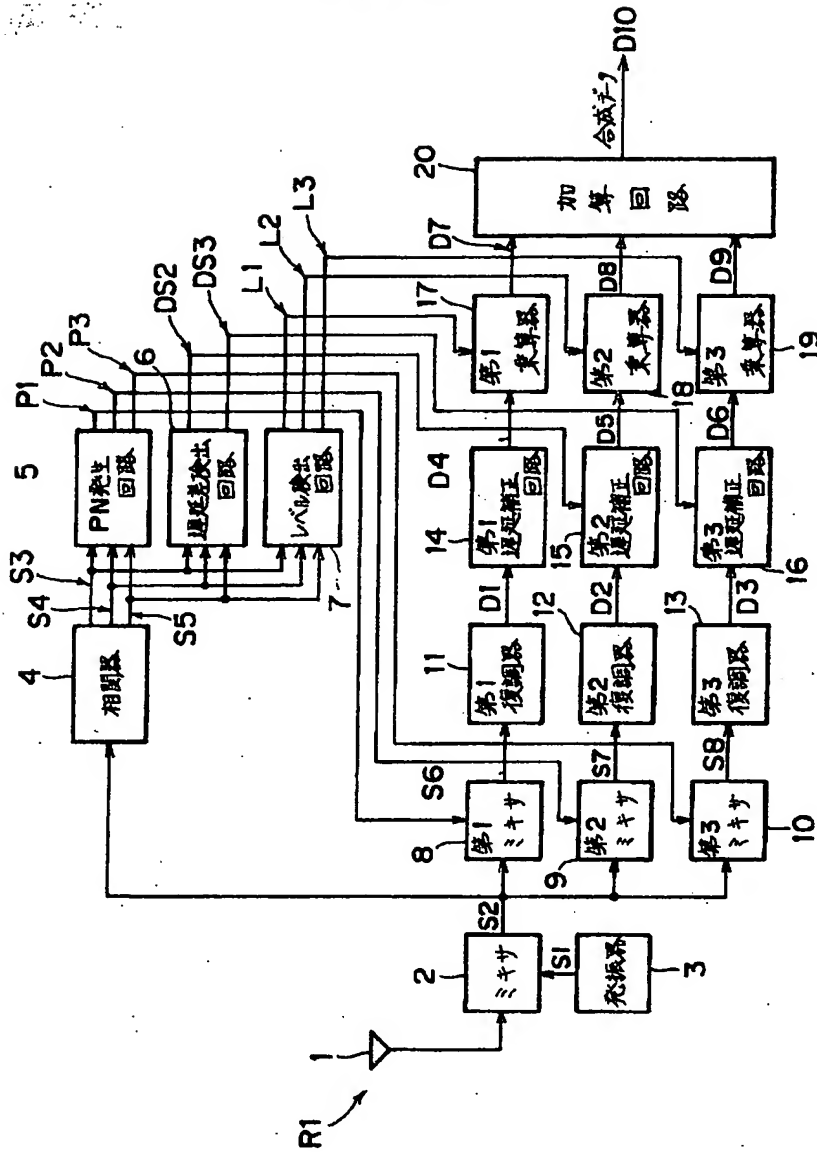 R1
1
2
ミキサ
S1
発振器
3
S2
4
相関器
S3
S4
S5
5
PN発生
回路
6
遅延差検出
回路
7
レベル検出
回路
P1
P2
P3
DS2
DS3
L1
L2
L3
8
第1
ミキサ
S6
11
第1
復調器
D1
14
第1
遅延補正
回路
D4
17
第1
乗算器
D7
9
第2
ミキサ
S7
12
第2
復調器
D2
15
第2
遅延補正
回路
D5
18
第2
乗算器
D8
10
第3
ミキサ
S8
13
第3
復調器
D3
16
第3
遅延補正
回路
D6
19
第3
乗算器
D9
20
加算
回路
合成データ
D10